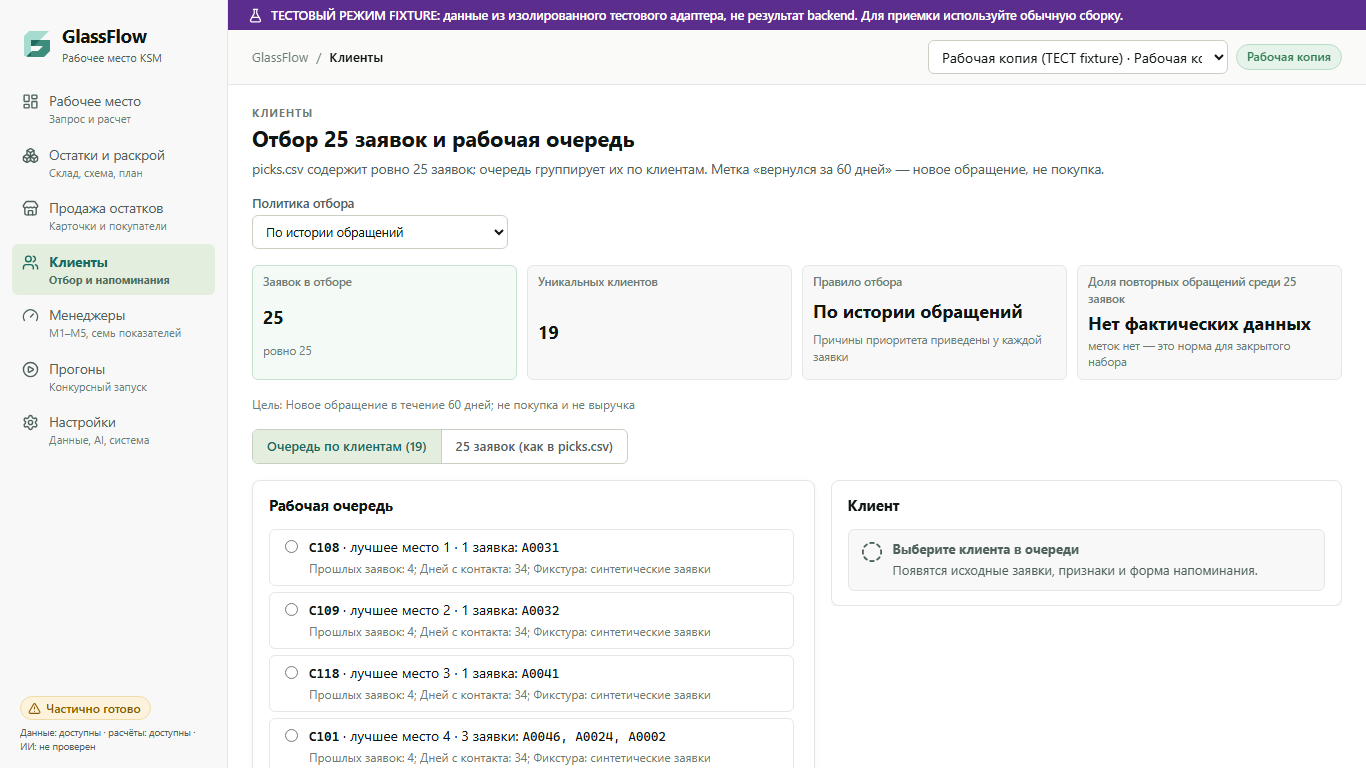 ТЕСТОВЫЙ РЕЖИМ FIXTURE: данные из изолированного тестового адаптера, не результат backend. Для приемки используйте обычную сборку.
GlassFlow
Рабочее место KSM
Рабочее место
Запрос и расчет
Остатки и раскрой
Склад, схема, план
Продажа остатков
Карточки и покупатели
Клиенты
Отбор и напоминания
Менеджеры
M1–M5, семь показателей
Прогоны
Конкурсный запуск
Настройки
Данные, AI, система
Частично готово
Данные: доступны · расчёты: доступны ·
ИИ: не проверен
GlassFlow / Клиенты
Рабочая копия (ТЕСТ fixture) · Рабочая кс
Рабочая копия
КЛИЕНТЫ
Отбор 25 заявок и рабочая очередь
picks.csv содержит ровно 25 заявок; очередь группирует их по клиентам. Метка «вернулся за 60 дней» — новое обращение, не покупка.
Политика отбора
По истории обращений
Заявок в отборе
25
ровно 25
Уникальных клиентов
19
Правило отбора
По истории обращений
Причины приоритета приведены у каждой
заявки
Доля повторных обращений среди 25
заявок
Нет фактических данных
меток нет — это норма для закрытого
набора
Цель: Новое обращение в течение 60 дней; не покупка и не выручка
Очередь по клиентам (19)
25 заявок (как в picks.csv)
Рабочая очередь
C108 · лучшее место 1 · 1 заявка: A0031
Прошлых заявок: 4; Дней с контакта: 34; Фикстура: синтетические заявки
C109 · лучшее место 2 · 1 заявка: A0032
Прошлых заявок: 4; Дней с контакта: 34; Фикстура: синтетические заявки
C118 · лучшее место 3 · 1 заявка: A0041
Прошлых заявок: 4; Дней с контакта: 34; Фикстура: синтетические заявки
C101 · лучшее место 4 · 3 заявки: A0046, A0024, A0002
Прошлых заявок: 4; Дней с контакта: 34; Фикстура: синтетические заявки
Клиент
Выберите клиента в очереди
Появятся исходные заявки, признаки и форма напоминания.